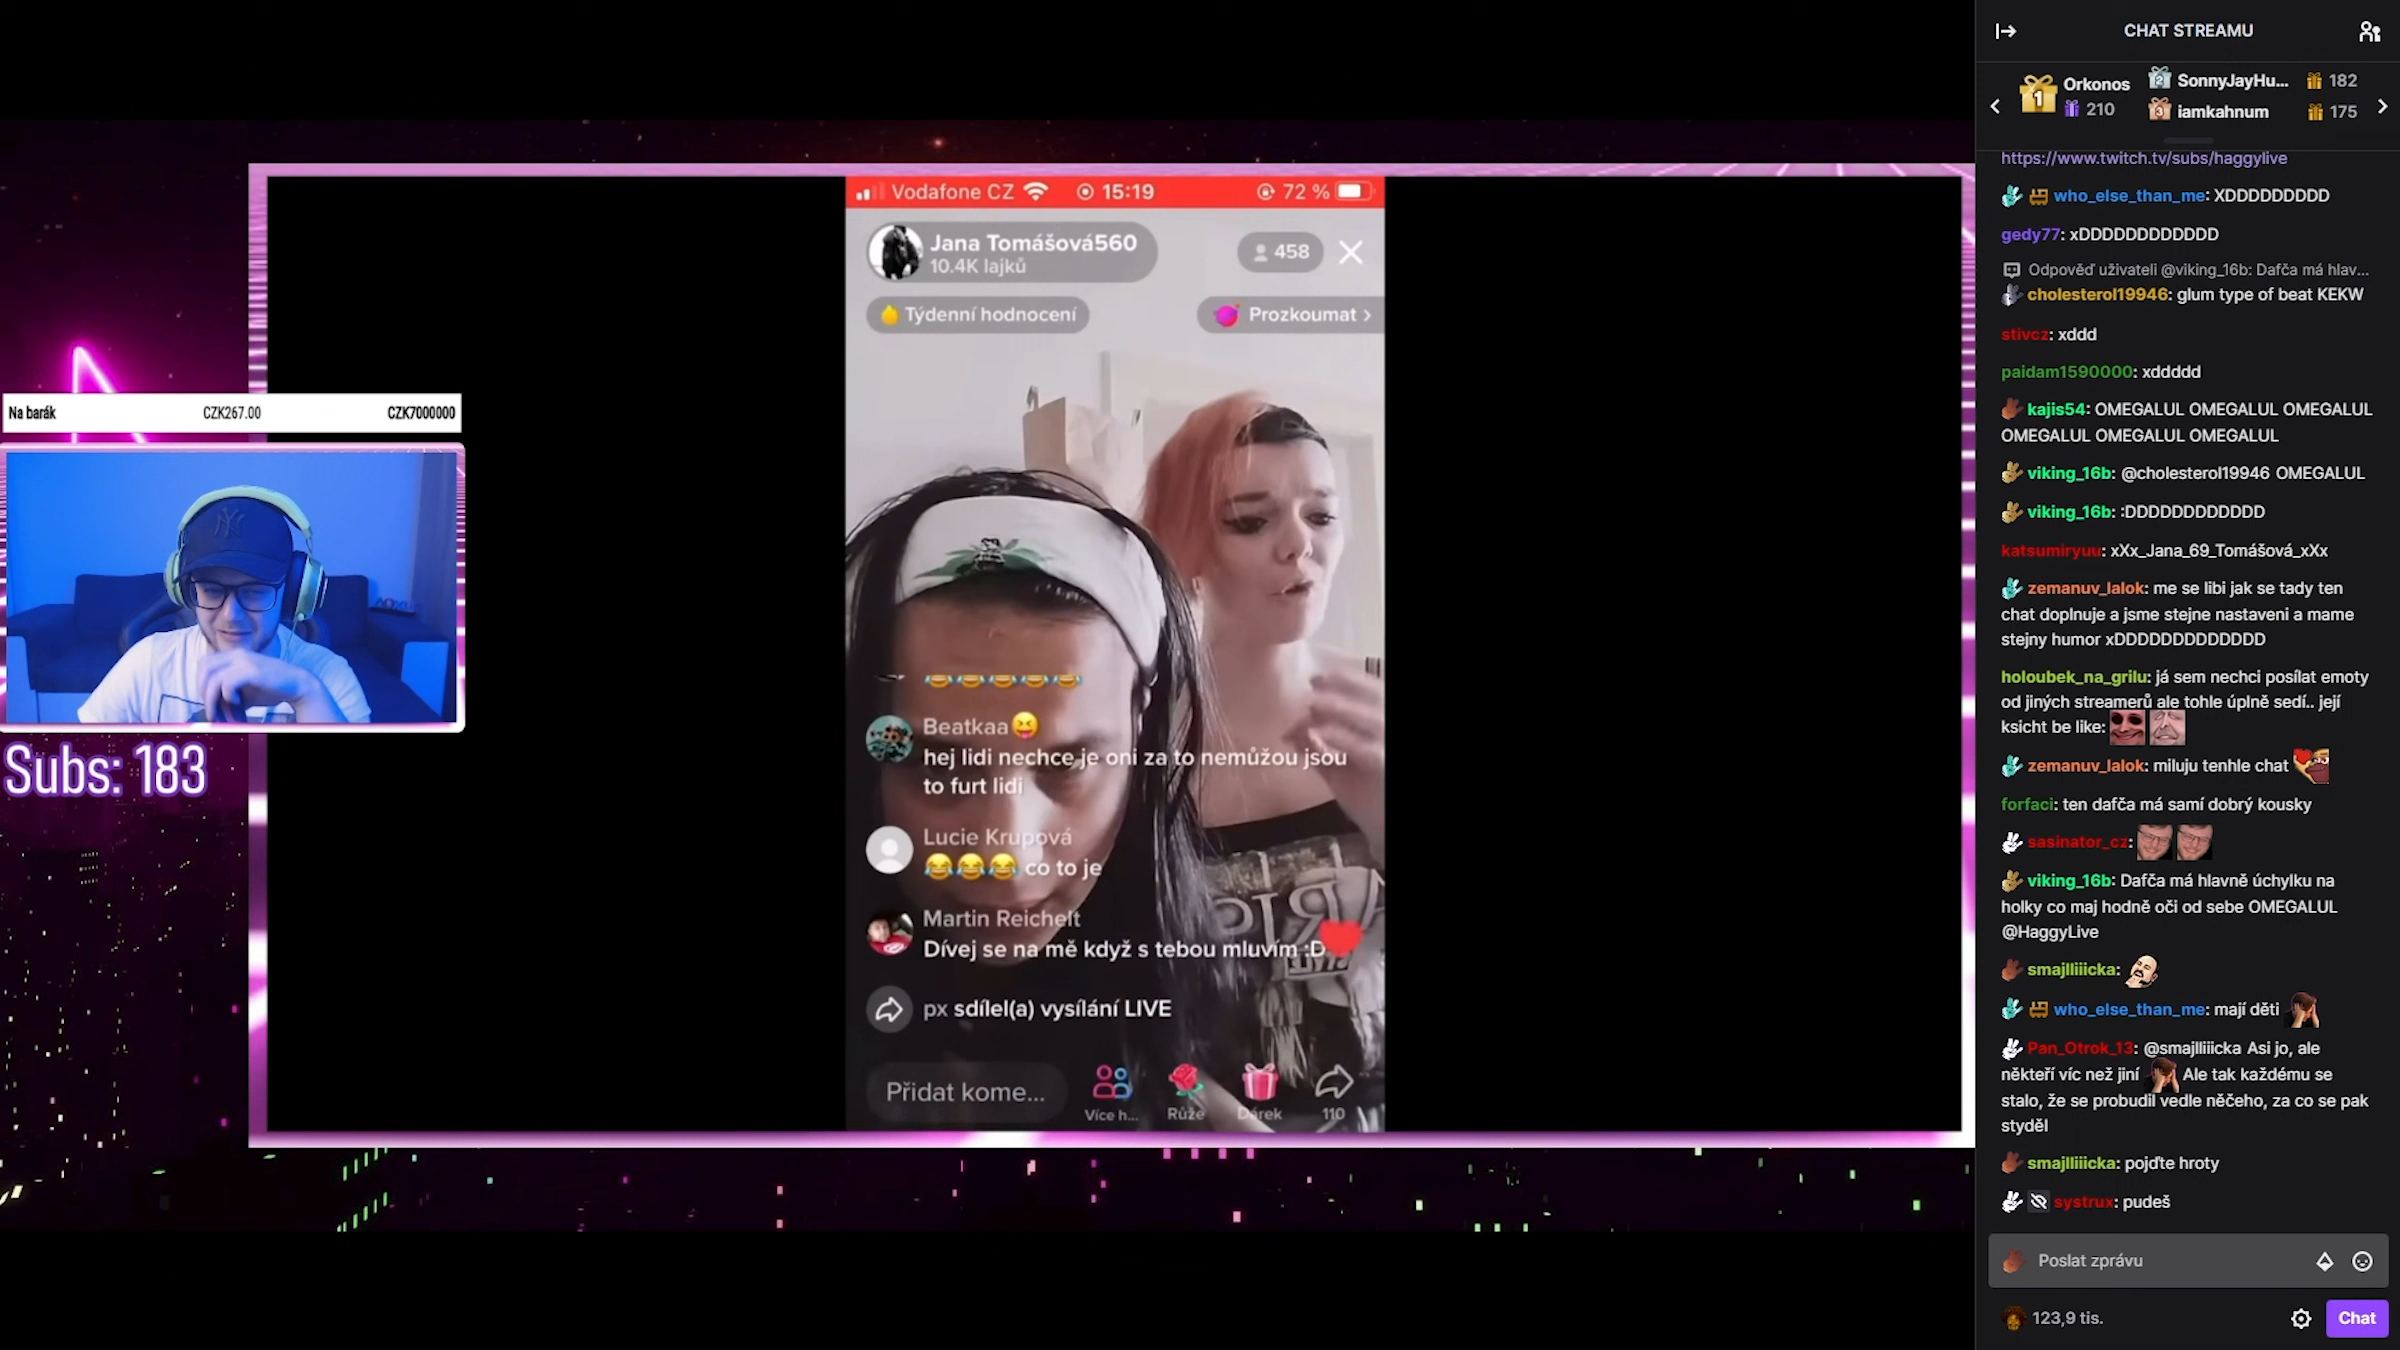 Na barák CZK267.00 CZK7000000
Subs: 183
Vodafone CZ 15:19 72 %
Jana Tomášová560
10.4K lajků
458
Týdenní hodnocení
Prozkoumat >
Beatkaa😝
hej lidi nechce je oni za to nemůžou jsou
to furt lidi
Lucie Krupová
😂😂😂 co to je
Martin Reichelt
Dívej se na mě když s tebou mluvím :D
px sdílel(a) vysílání LIVE
Přidat kome...
Více h...
Růže
Dárek
110
CHAT STREAMU
1 Orkonos
210
2 SonnyJayHu... 182
3 iamkahnum 175
https://www.twitch.tv/subs/haggylive
who_else_than_me: XDDDDDDDDD
gedy77: xDDDDDDDDDDDD
Odpověď uživateli @viking_16b: Dafča má hlav...
cholesterol19946: glum type of beat KEKW
stivcz: xddd
paidam1590000: xddddd
kajis54: OMEGALUL OMEGALUL OMEGALUL
OMEGALUL OMEGALUL OMEGALUL
viking_16b: @cholesterol19946 OMEGALUL
viking_16b: :DDDDDDDDDDDD
katsumiryuu: xXx_Jana_69_Tomášová_xXx
zemanuv_lalok: me se libi jak se tady ten
chat doplnuje a jsme stejne nastaveni a mame
stejny humor xDDDDDDDDDDDDD
holoubek_na_grilu: já sem nechci posílat emoty
od jiných streamerů ale tohle úplně sedí.. její
ksicht be like:
zemanuv_lalok: miluju tenhle chat
forfaci: ten dafča má samí dobrý kousky
sasinator_cz:
viking_16b: Dafča má hlavně úchylku na
holky co maj hodně oči od sebe OMEGALUL
@HaggyLive
smajlliiicka:
who_else_than_me: mají děti
Pan_Otrok_13: @smajlliiicka Asi jo, ale
někteří víc než jiní Ale tak každému se
stalo, že se probudil vedle něčeho, za co se pak
styděl
smajlliiicka: pojďte hroty
systrux: pudeš
Poslat zprávu
123,9 tis.
Chat